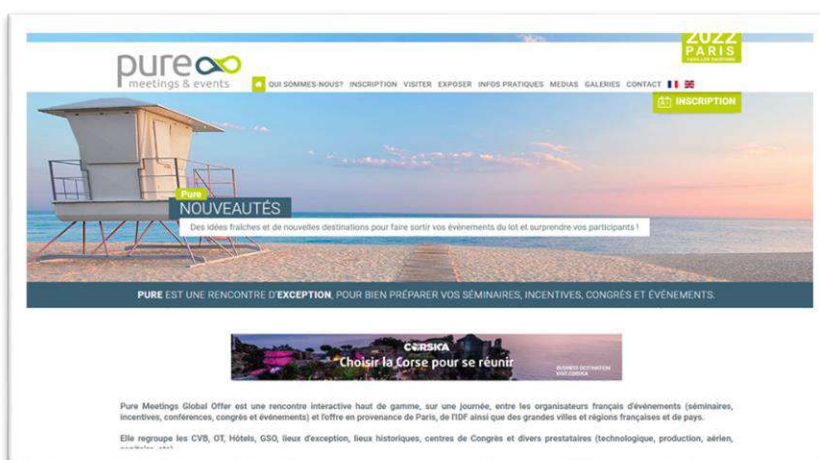 2022
PARIS
pure
meetings & events
QUI SOMMES-NOUS? INSCRIPTION VISITER EXPOSER INFOS PRATIQUES MEDIAS GALERIES CONTACT
INSCRIPTION
Pure
NOUVEAUTÉS
Des idées fraîches et de nouvelles destinations pour faire sortir vos événements du lot et surprendre vos participants !
PURE EST UNE RENCONTRE D'EXCEPTION, POUR BIEN PRÉPARER VOS SÉMINAIRES, INCENTIVES, CONGRÈS ET ÉVÉNEMENTS.
CORSICA
Choisir la Corse pour se réunir
BUSINESS DESTINATION
VISIT.CORSICA
Pure Meetings Global Offer est une rencontre interactive haut de gamme, sur une journée, entre les organisateurs français d'événements (séminaires,
incentives, conférences, congrès et événements) et l'offre en provenance de Paris, de l'IDF ainsi que des grandes villes et régions françaises et de pays.
Elle regroupe les CVB, OT, Hôtels, GSO, lieux d'exception, lieux historiques, centres de Congrès et divers prestataires (technologique, production, aérien,